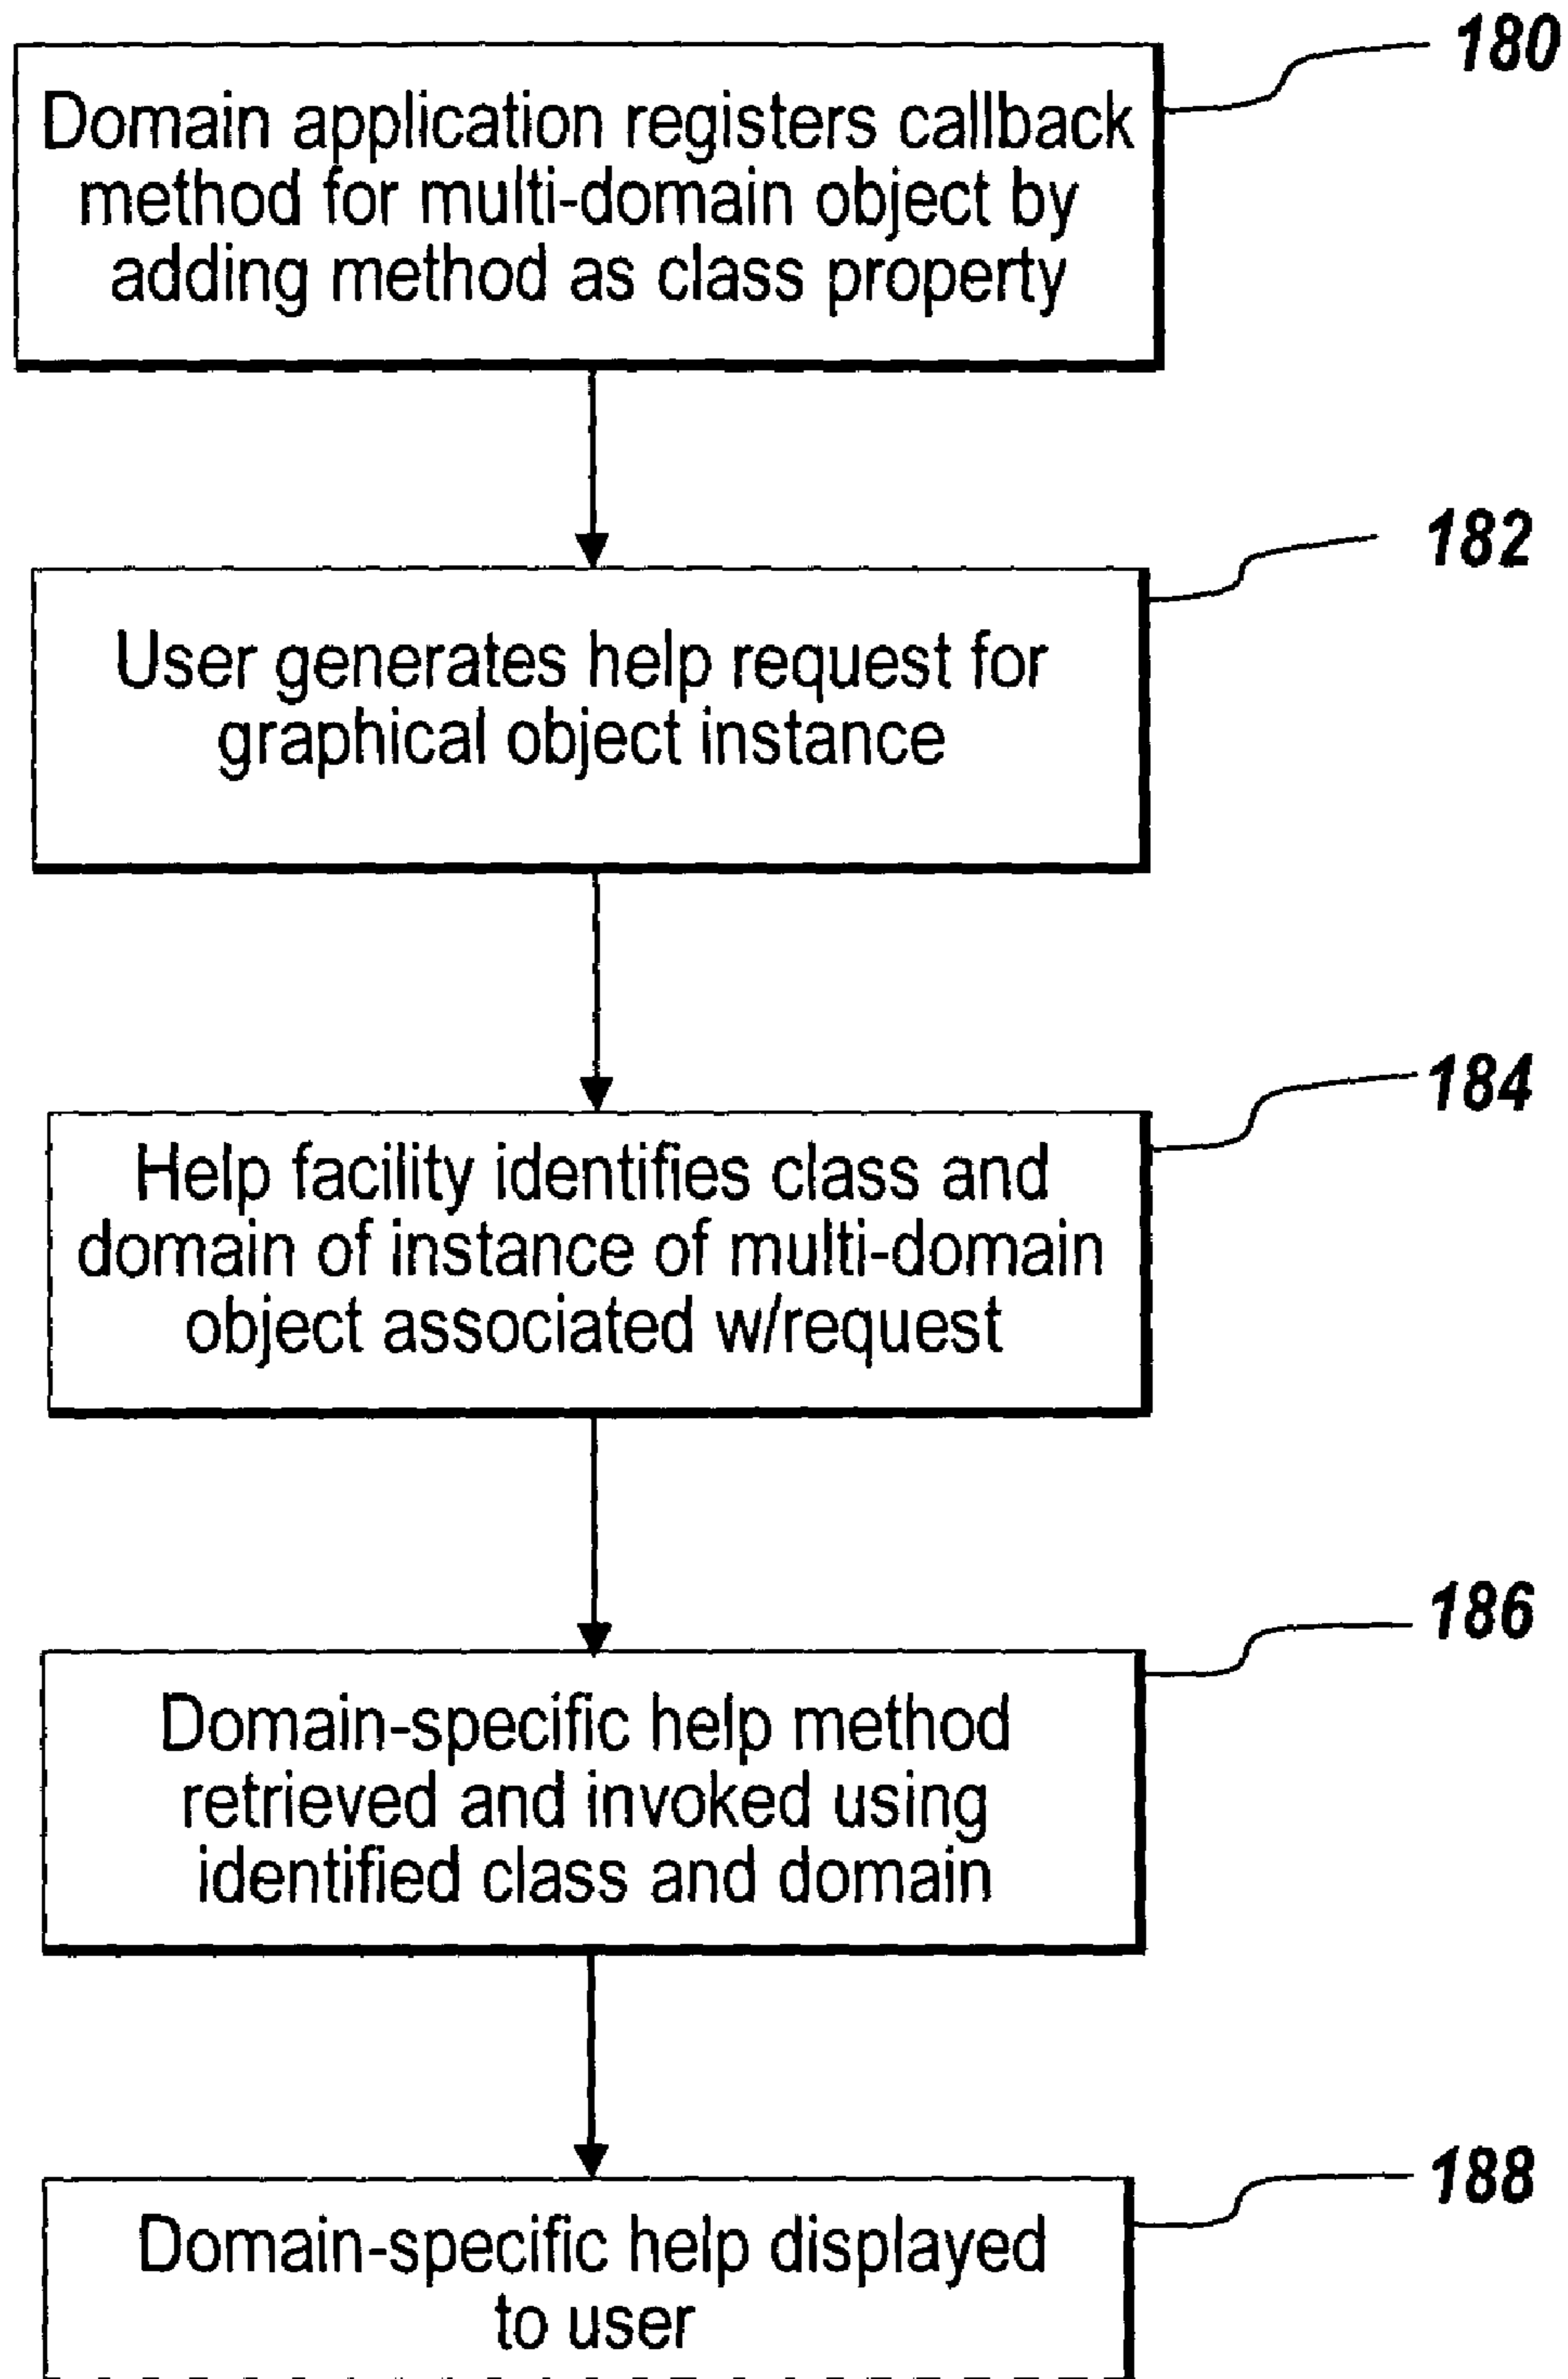 180
Domain application registers callback
method for multi-domain object by
adding method as class property
182
User generates help request for
graphical object instance
184
Help facility identifies class and
domain of instance of multi-domain
object associated w/request
186
Domain-specific help method
retrieved and invoked using
identified class and domain
188
Domain-specific help displayed
to user